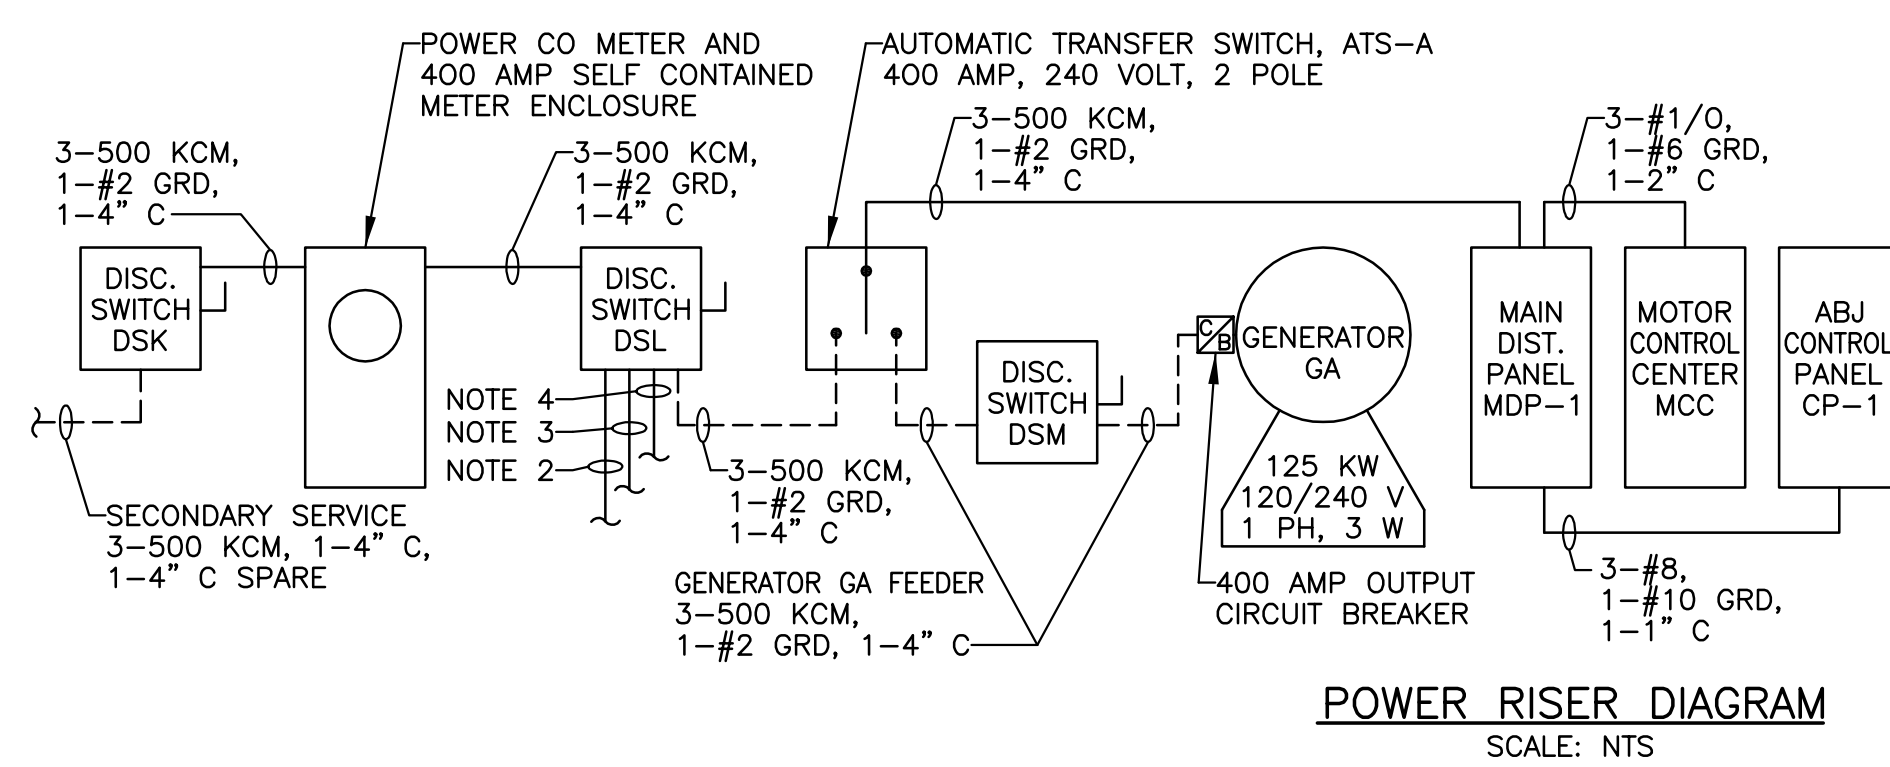 POWER CO METER AND
400 AMP SELF CONTAINED
METER ENCLOSURE
AUTOMATIC TRANSFER SWITCH, ATS-A
400 AMP, 240 VOLT, 2 POLE
3-500 KCM,
1-#2 GRD,
1-4" C
3-500 KCM,
1-#2 GRD,
1-4" C
3-500 KCM,
1-#2 GRD,
1-4" C
3-#1/0,
1-#6 GRD,
1-2" C
DISC.
SWITCH
DSK
DISC.
SWITCH
DSL
DISC.
SWITCH
DSM
C/B
GENERATOR
GA
125 KW
120/240 V
1 PH, 3 W
MAIN
DIST.
PANEL
MDP-1
MOTOR
CONTROL
CENTER
MCC
ABJ
CONTROL
PANEL
CP-1
NOTE 4
NOTE 3
NOTE 2
3-500 KCM,
1-#2 GRD,
1-4" C
SECONDARY SERVICE
3-500 KCM, 1-4" C,
1-4" C SPARE
GENERATOR GA FEEDER
3-500 KCM,
1-#2 GRD, 1-4" C
400 AMP OUTPUT
CIRCUIT BREAKER
3-#8,
1-#10 GRD,
1-1" C
POWER RISER DIAGRAM
SCALE: NTS